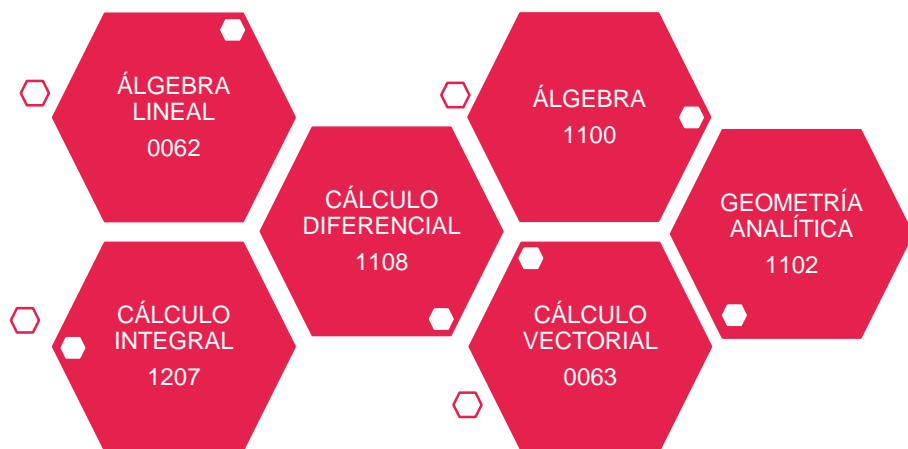 ÁLGEBRA
LINEAL
0062
ÁLGEBRA
1100
CÁLCULO
DIFERENCIAL
1108
GEOMETRÍA
ANALÍTICA
1102
CÁLCULO
INTEGRAL
1207
CÁLCULO
VECTORIAL
0063